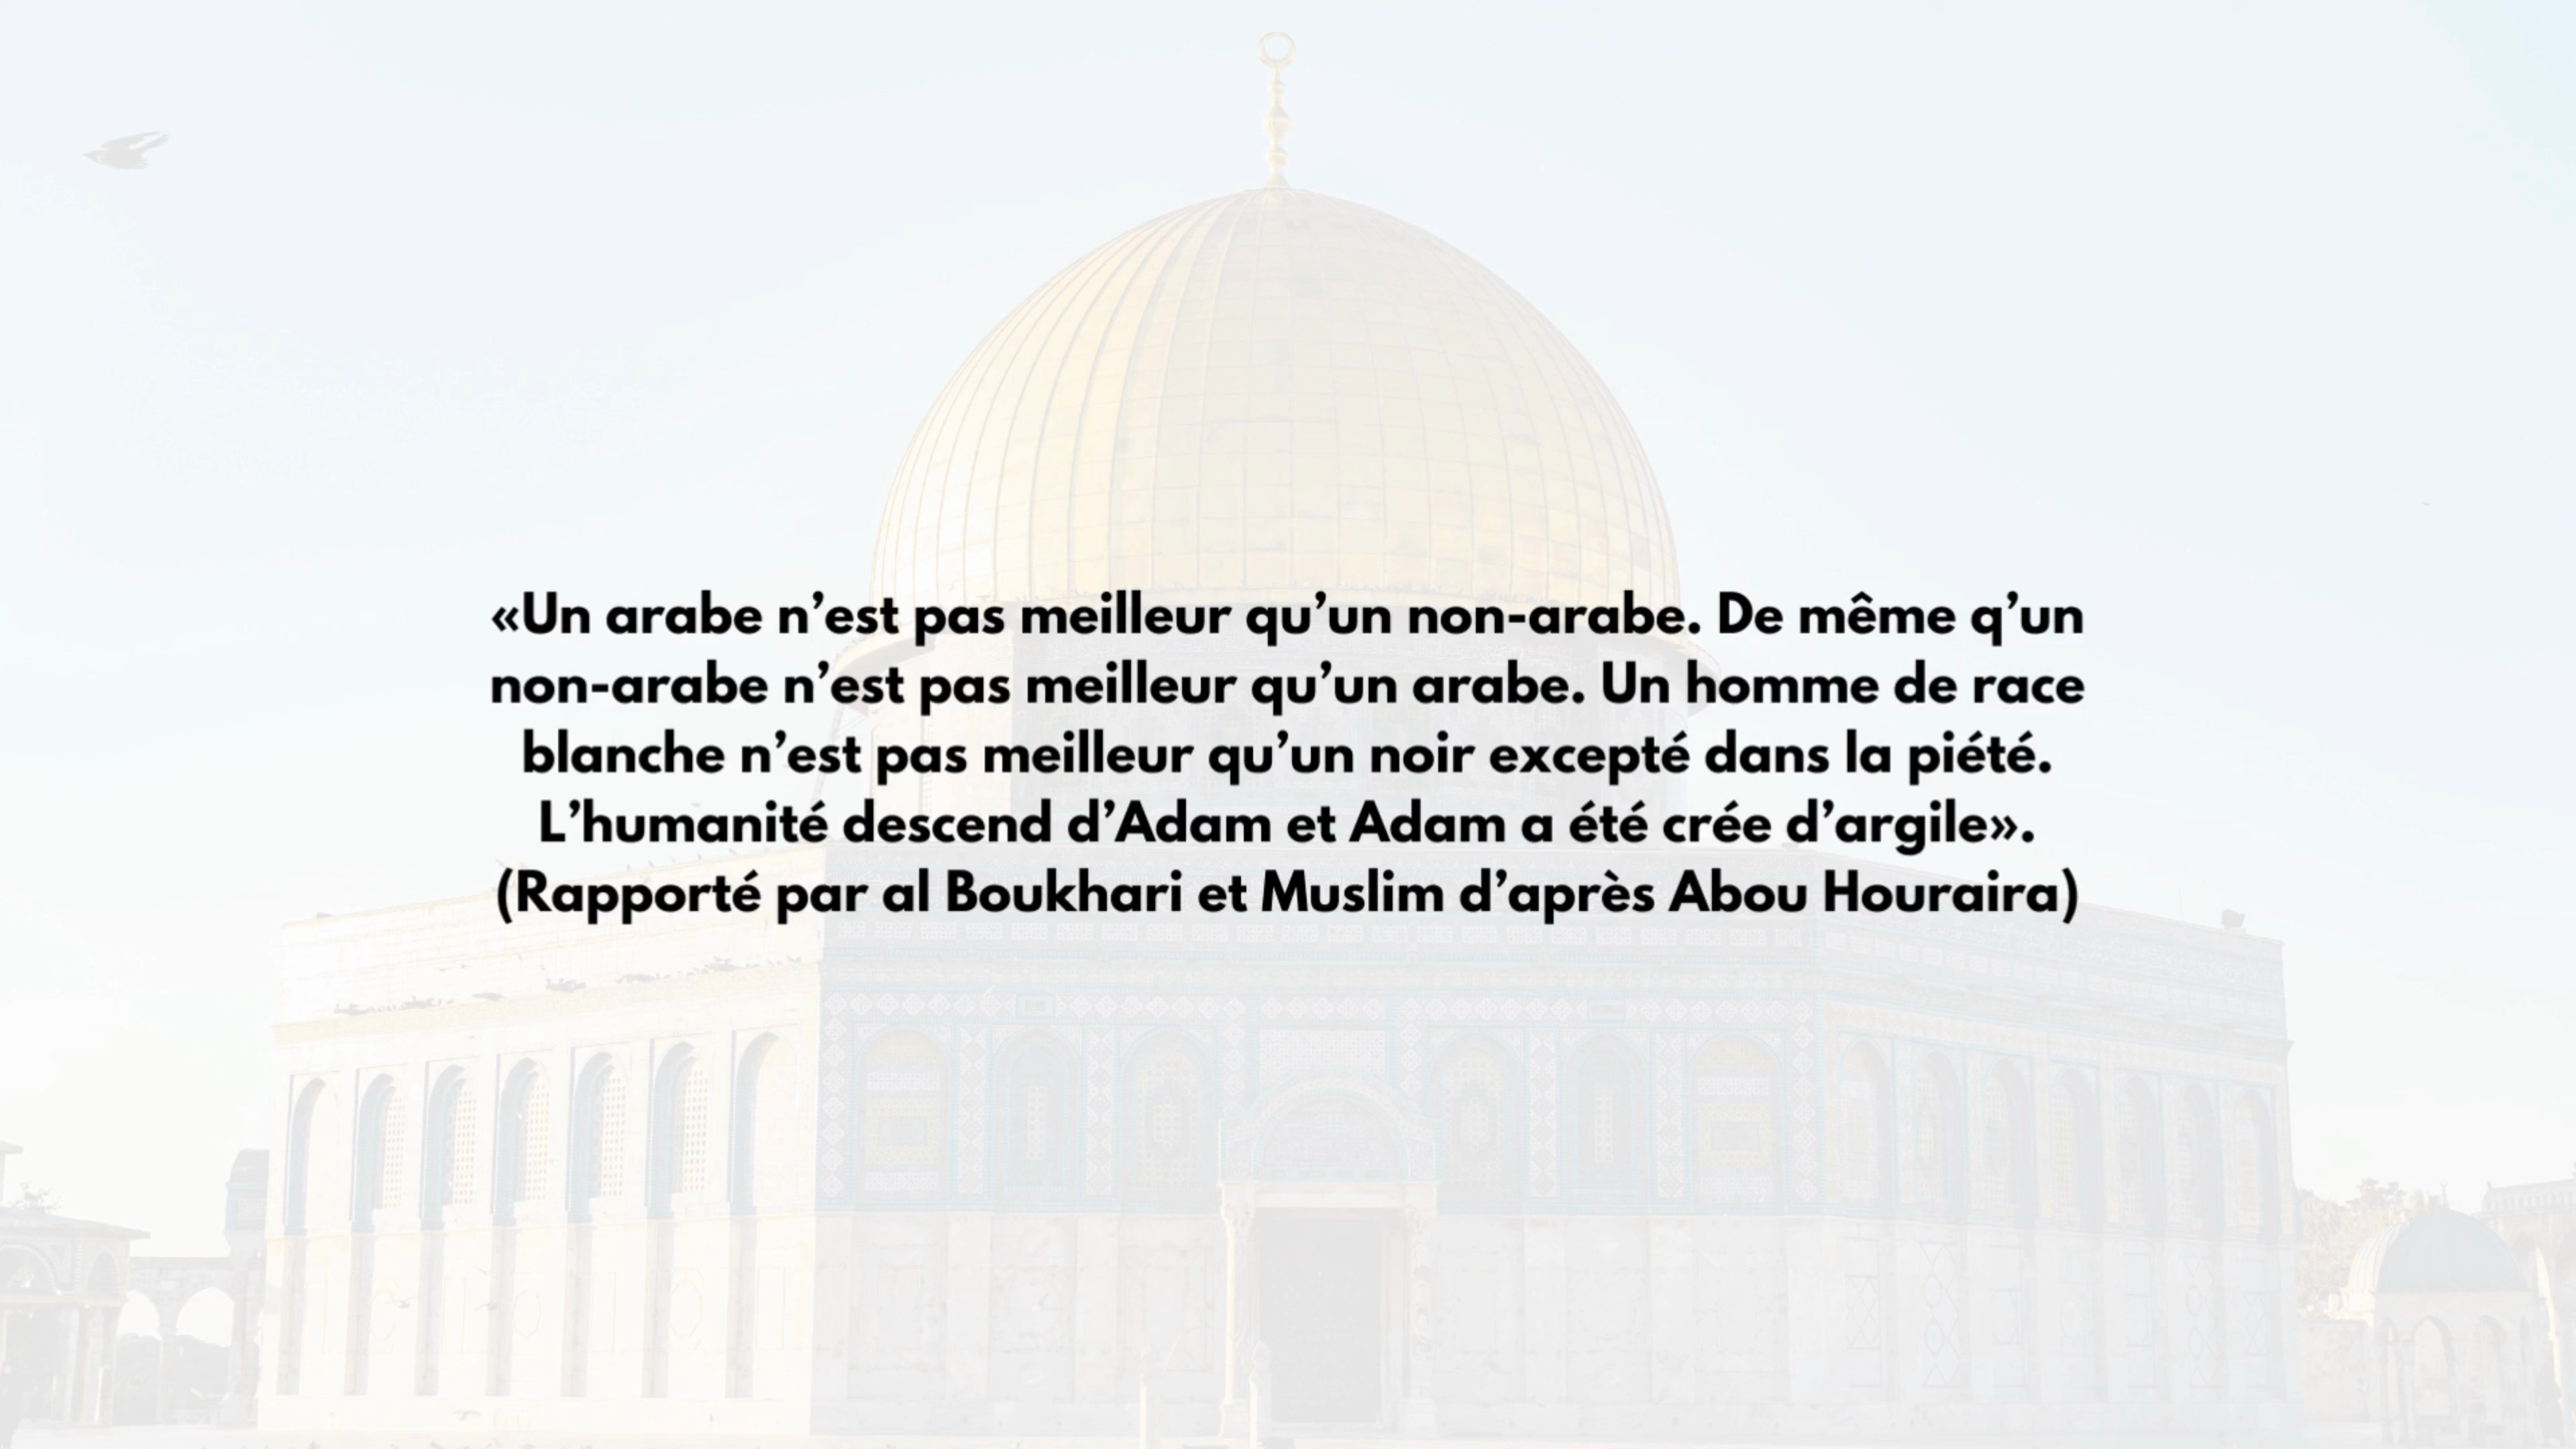 «Un arabe n’est pas meilleur qu’un non-arabe. De même q’un
non-arabe n’est pas meilleur qu’un arabe. Un homme de race
blanche n’est pas meilleur qu’un noir excepté dans la piété.
L’humanité descend d’Adam et Adam a été crée d’argile».
(Rapporté par al Boukhari et Muslim d’après Abou Houraira)